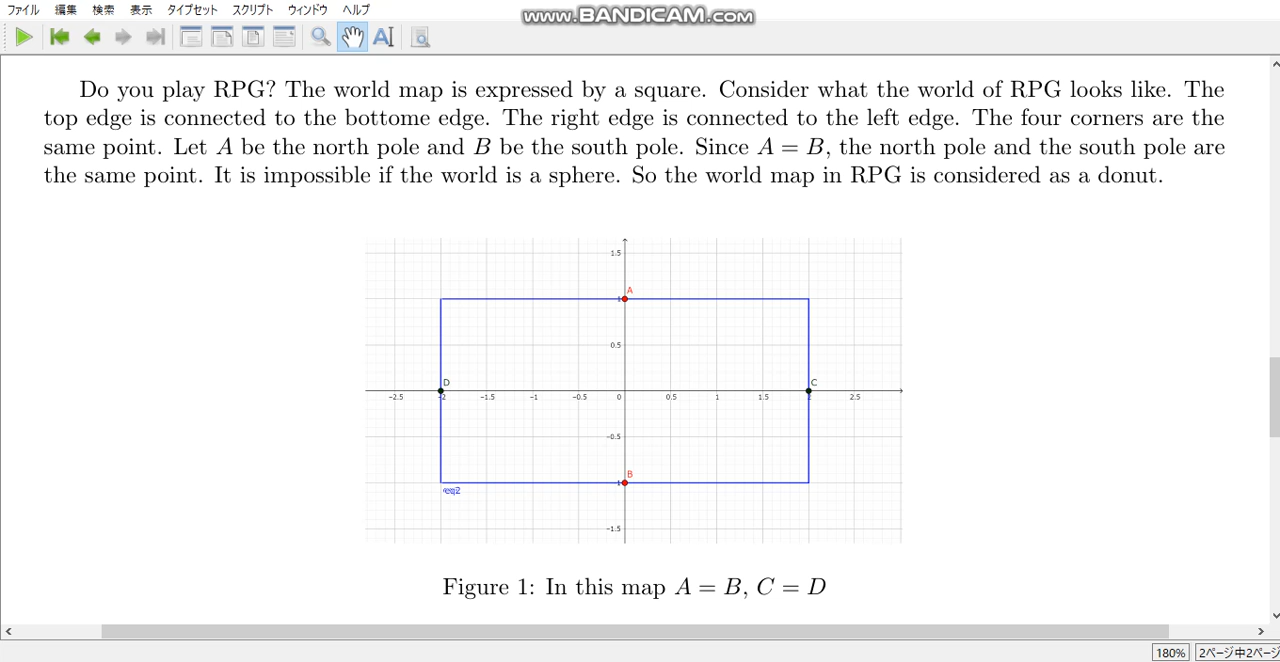 ファイル 編集 検索 表示 タイプセット スクリプト ウィンドウ ヘルプ
www.BANDICAM.com
AI
Do you play RPG? The world map is expressed by a square. Consider what the world of RPG looks like. The
top edge is connected to the bottome edge. The right edge is connected to the left edge. The four corners are the
same point. Let A be the north pole and B be the south pole. Since A = B, the north pole and the south pole are
the same point. It is impossible if the world is a sphere. So the world map in RPG is considered as a donut.
1.5
A
1
0.5
D
C
-2.5 -2 -1.5 -1 -0.5 0 0.5 1 1.5 2 2.5
-0.5
B
eq2
-1.5
Figure 1: In this map A = B, C = D
180% 2ページ中2ページ